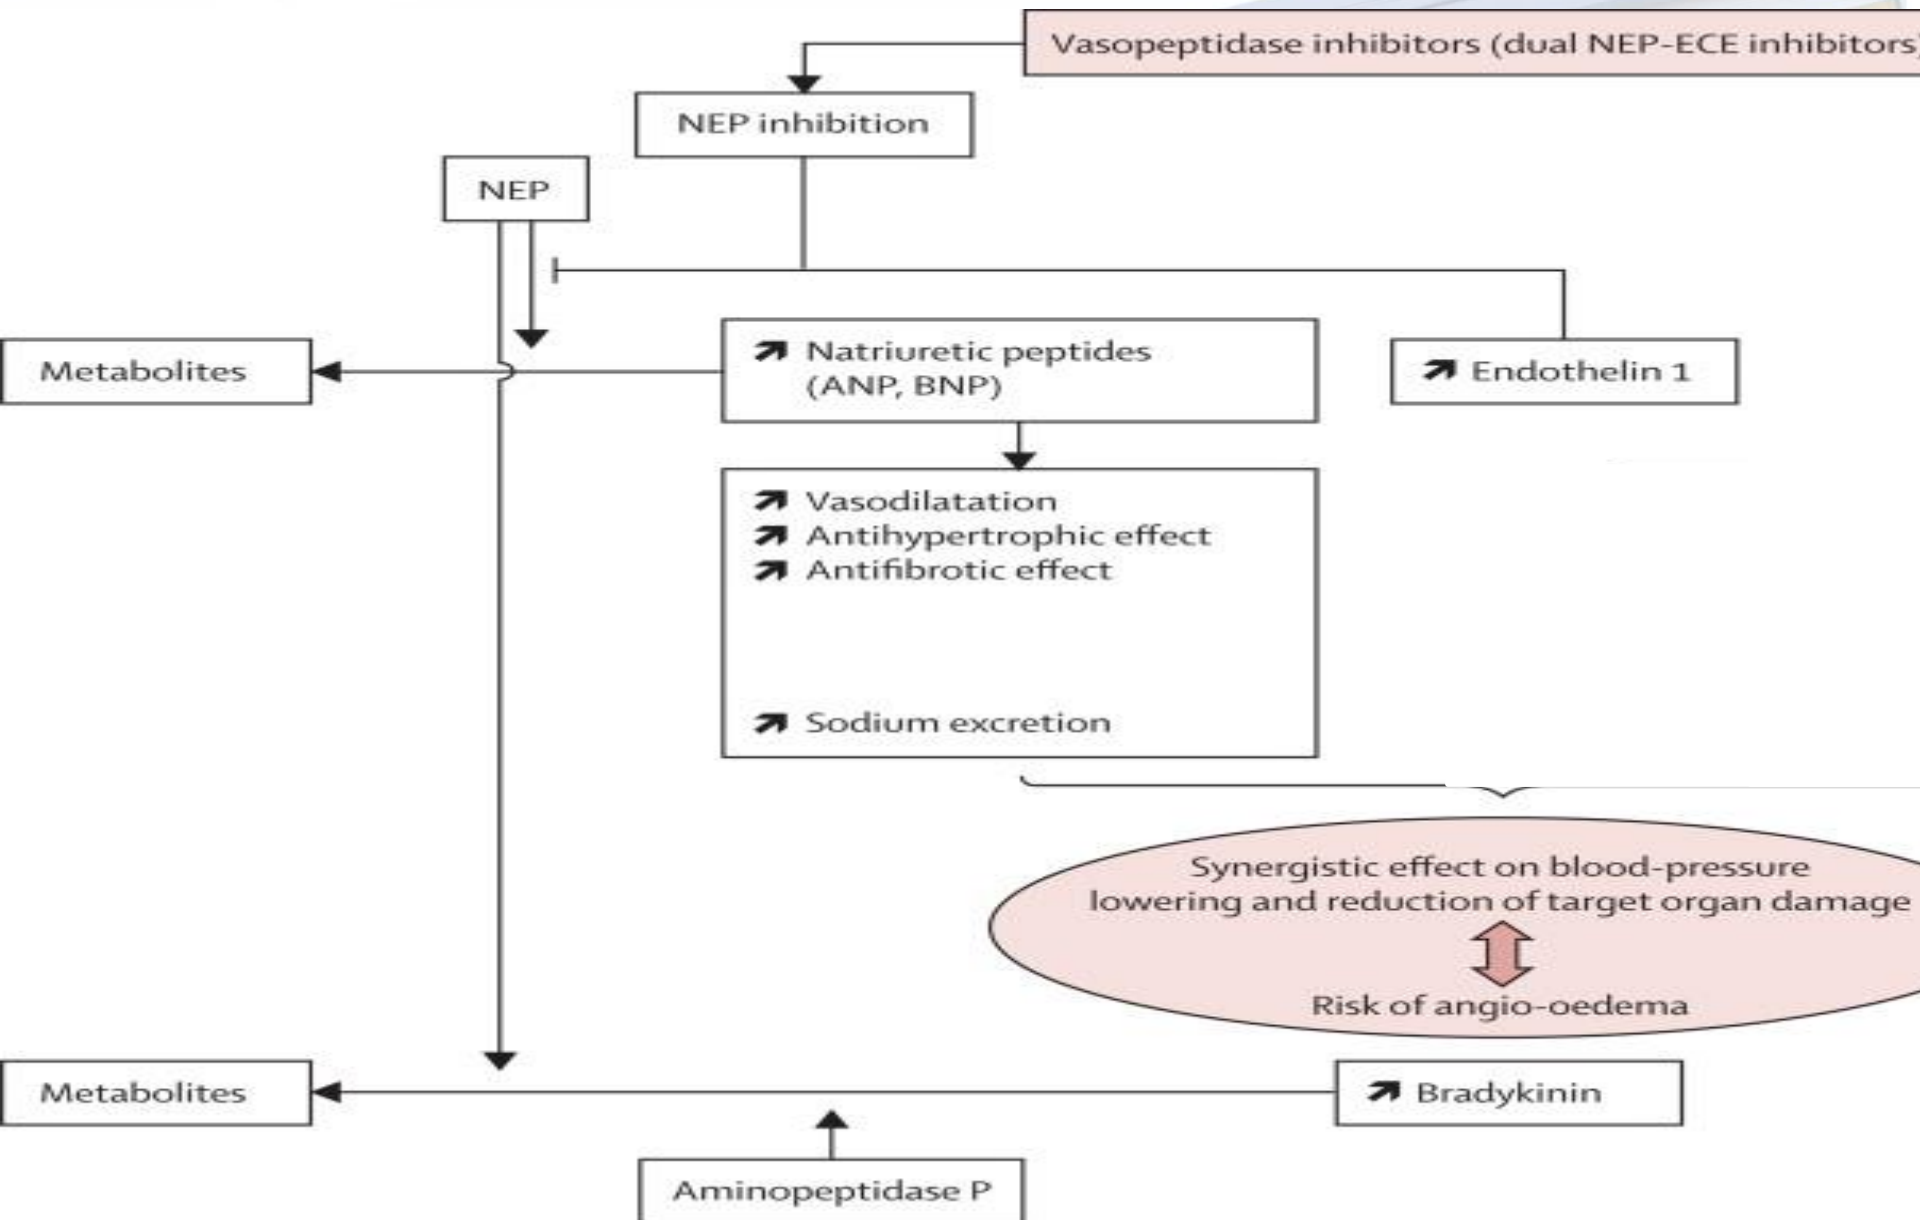 Vasopeptidase inhibitors (dual NEP-ECE inhibitors)
NEP inhibition
NEP
Metabolites
Natriuretic peptides
(ANP, BNP)
Endothelin 1
Vasodilatation
Antihypertrophic effect
Antifibrotic effect
Sodium excretion
Synergistic effect on blood-pressure
lowering and reduction of target organ damage
Risk of angio-oedema
Metabolites
Bradykinin
Aminopeptidase P